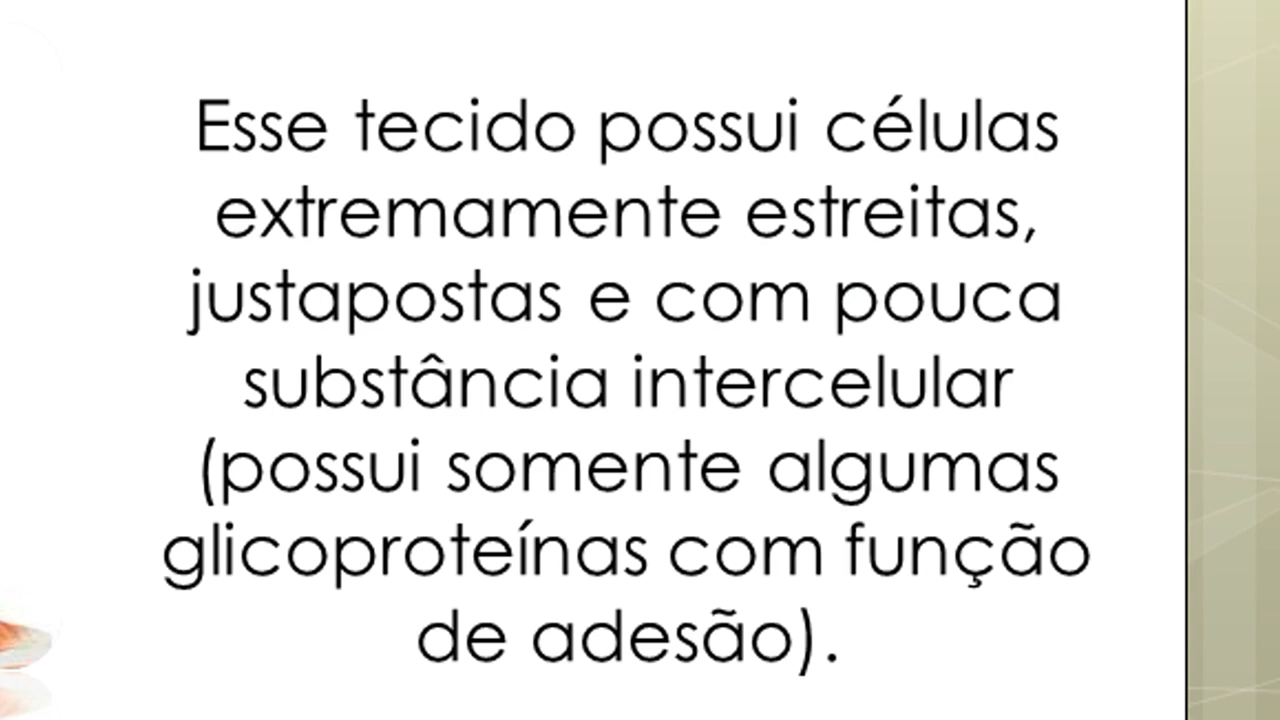 Esse tecido possui células
extremamente estreitas,
justapostas e com pouca
substância intercelular
(possui somente algumas
glicoproteínas com função
de adesão).